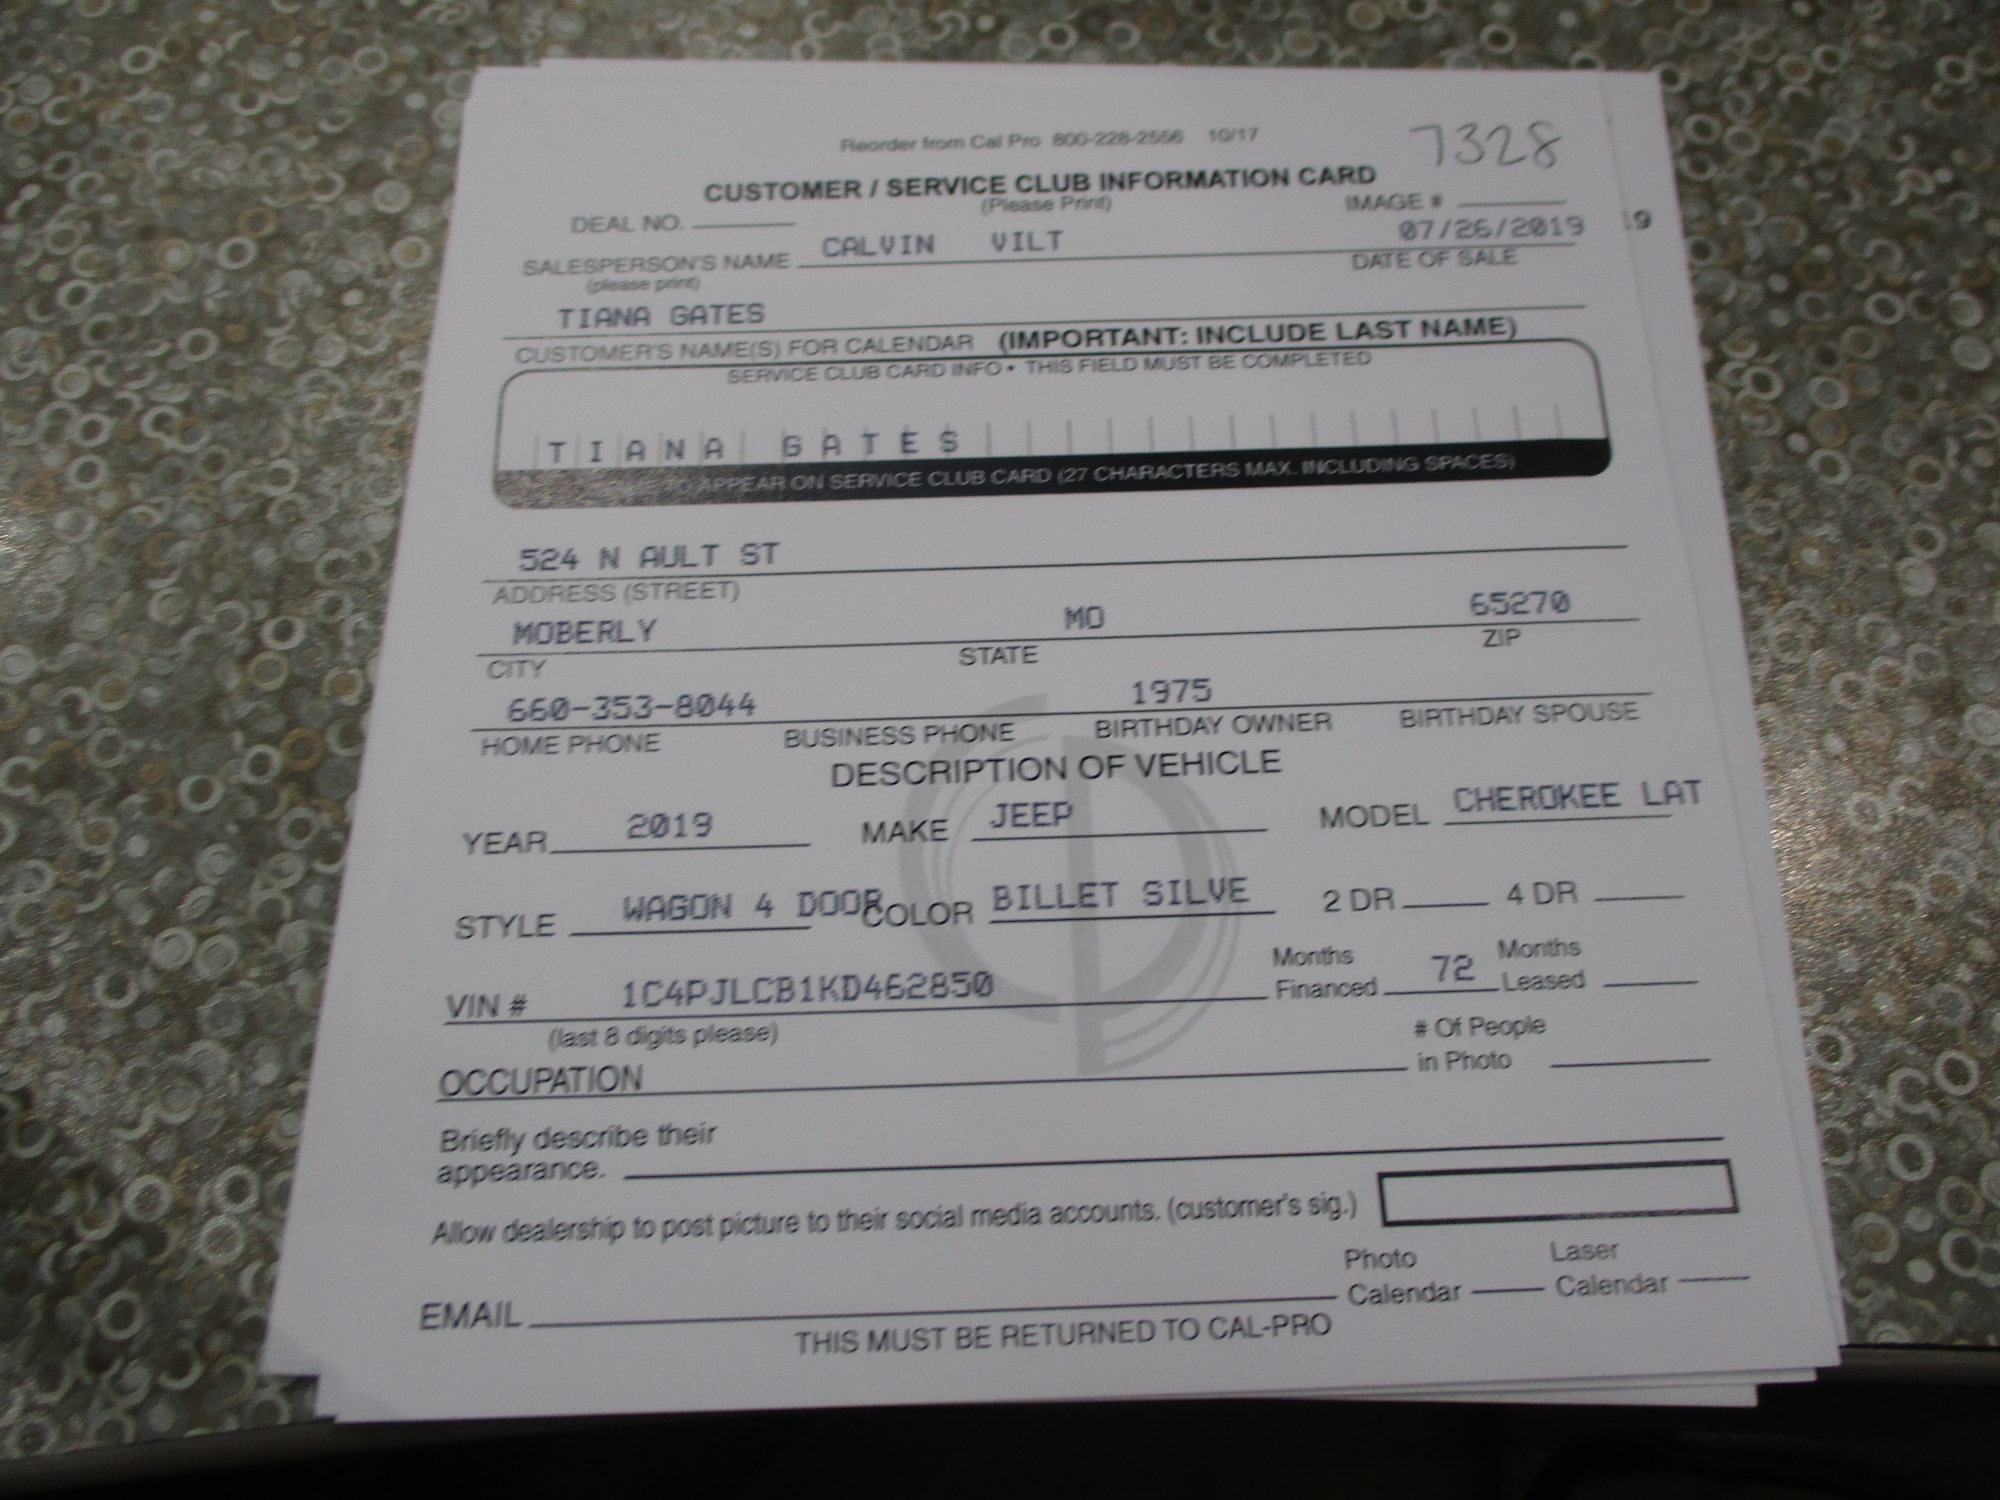 Reorder from Cal Pro 800-228-2556 10/17
7328
CUSTOMER / SERVICE CLUB INFORMATION CARD
(Please Print)
DEAL NO. IMAGE #
CALVIN VILT 07/26/2019 19
SALESPERSON'S NAME DATE OF SALE
(please print)
TIANA GATES
CUSTOMER'S NAME(S) FOR CALENDAR (IMPORTANT: INCLUDE LAST NAME)
SERVICE CLUB CARD INFO • THIS FIELD MUST BE COMPLETED
TIANA GATES
TO APPEAR ON SERVICE CLUB CARD (27 CHARACTERS MAX. INCLUDING SPACES)
524 N AULT ST
ADDRESS (STREET)
MOBERLY MO 65270
CITY STATE ZIP
660-353-8044 1975
HOME PHONE BUSINESS PHONE BIRTHDAY OWNER BIRTHDAY SPOUSE
DESCRIPTION OF VEHICLE
YEAR 2019 MAKE JEEP MODEL CHEROKEE LAT
STYLE WAGON 4 DOOR COLOR BILLET SILVE 2 DR 4 DR
VIN # 1C4PJLCB1KD462850 Months Financed 72 Months Leased
(last 8 digits please)
OCCUPATION # Of People in Photo
Briefly describe their
appearance.
Allow dealership to post picture to their social media accounts. (customer's sig.)
EMAIL Photo Calendar Laser Calendar
THIS MUST BE RETURNED TO CAL-PRO